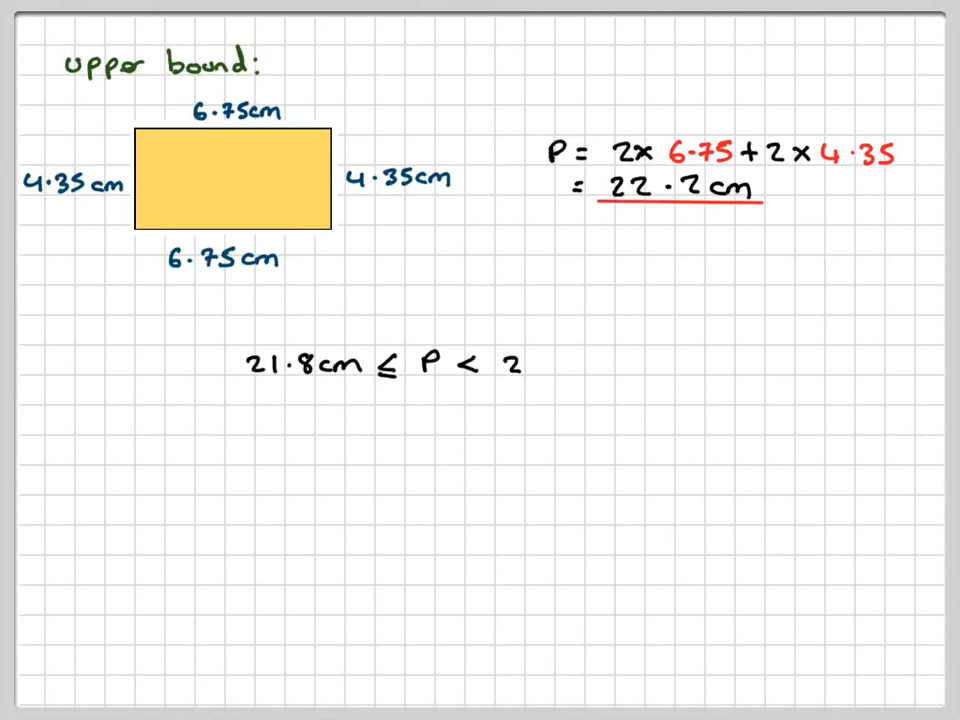 upper bound:
6.75cm
4.35cm
4.35cm
6.75cm
P = 2× 6.75 + 2 × 4.35
= 22.2cm
21.8cm ≤ P < 2